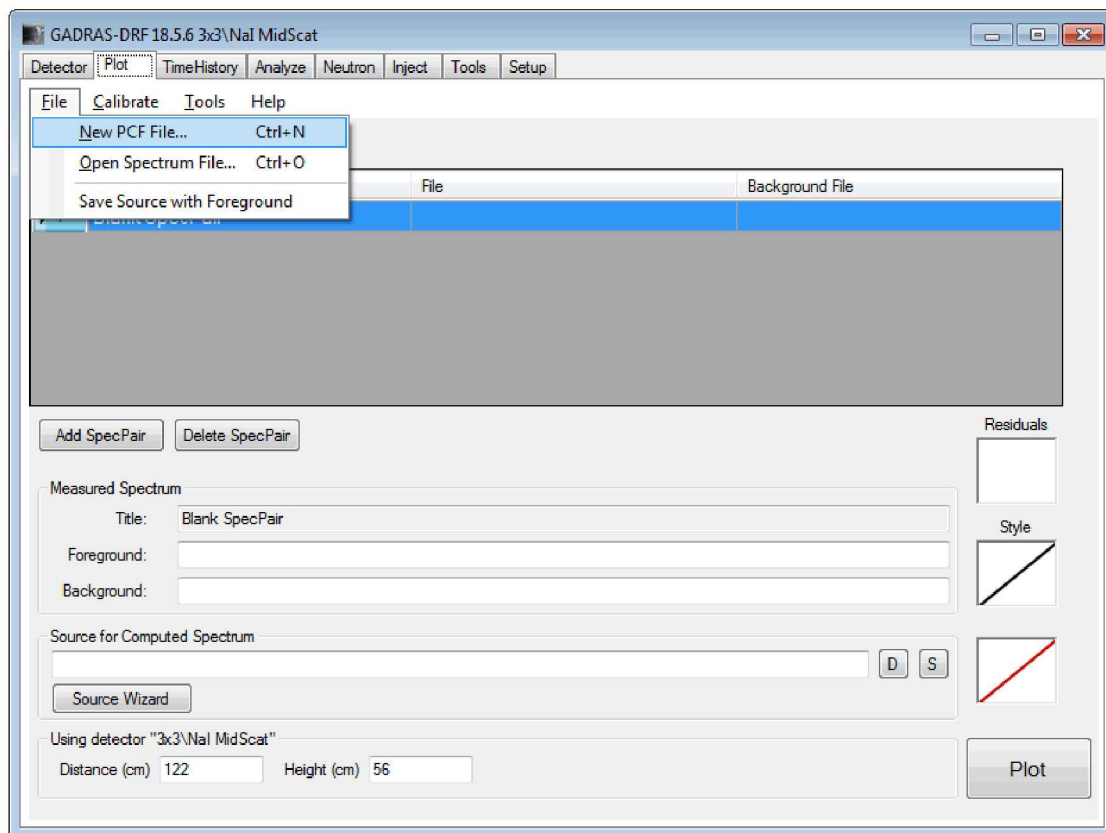 GADRAS-DRF 18.5.6 3x3\NaI MidScat
Detector Plot TimeHistory Analyze Neutron Inject Tools Setup
File Calibrate Tools Help
New PCF File... Ctrl+N
Open Spectrum File... Ctrl+O
Save Source with Foreground
File Background File
Add SpecPair Delete SpecPair
Residuals
Measured Spectrum
Title: Blank SpecPair
Style
Foreground:
Background:
Source for Computed Spectrum
D S
Source Wizard
Using detector "3x3\NaI MidScat"
Distance (cm) 122 Height (cm) 56
Plot